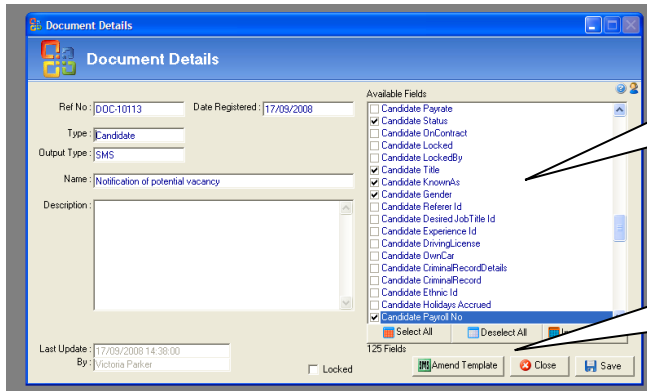 Document Details
Document Details
Available Fields
Ref No : DOC-10113 Date Registered : 17/09/2008
Type : Candidate
Output Type : SMS
Name : Notification of potential vacancy
Description :
Candidate Payrate
Candidate Status
Candidate OnContract
Candidate Locked
Candidate LockedBy
Candidate Title
Candidate KnownAs
Candidate Gender
Candidate Referer Id
Candidate Desired JobTitle Id
Candidate Experience Id
Candidate DrivingLicense
Candidate OwnCar
Candidate CriminalRecordDetails
Candidate CriminalRecord
Candidate Ethnic Id
Candidate Holidays Accrued
Candidate Payroll No
Select All Deselect All
125 Fields
Last Update : 17/09/2008 14:38:00
By : Victoria Parker
Locked
SMS Amend Template Close Save